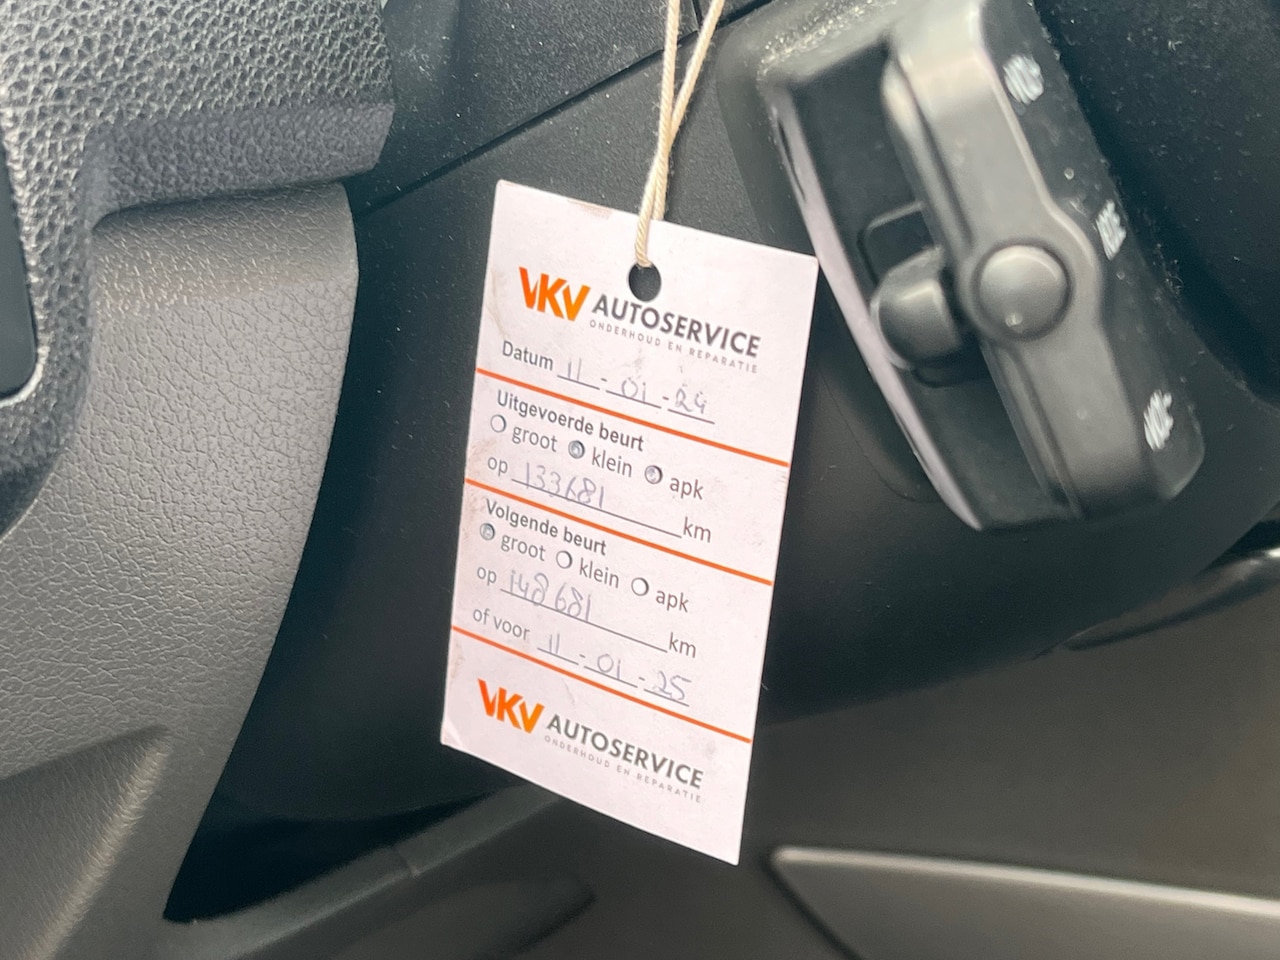 VKV AUTOSERVICE
ONDERHOUD EN REPARATIE
Datum 11-01-24
Uitgevoerde beurt
groot klein apk
op 133681 km
Volgende beurt
groot klein apk
op 148681 km
of voor 11-01-25
VKV AUTOSERVICE
ONDERHOUD EN REPARATIE